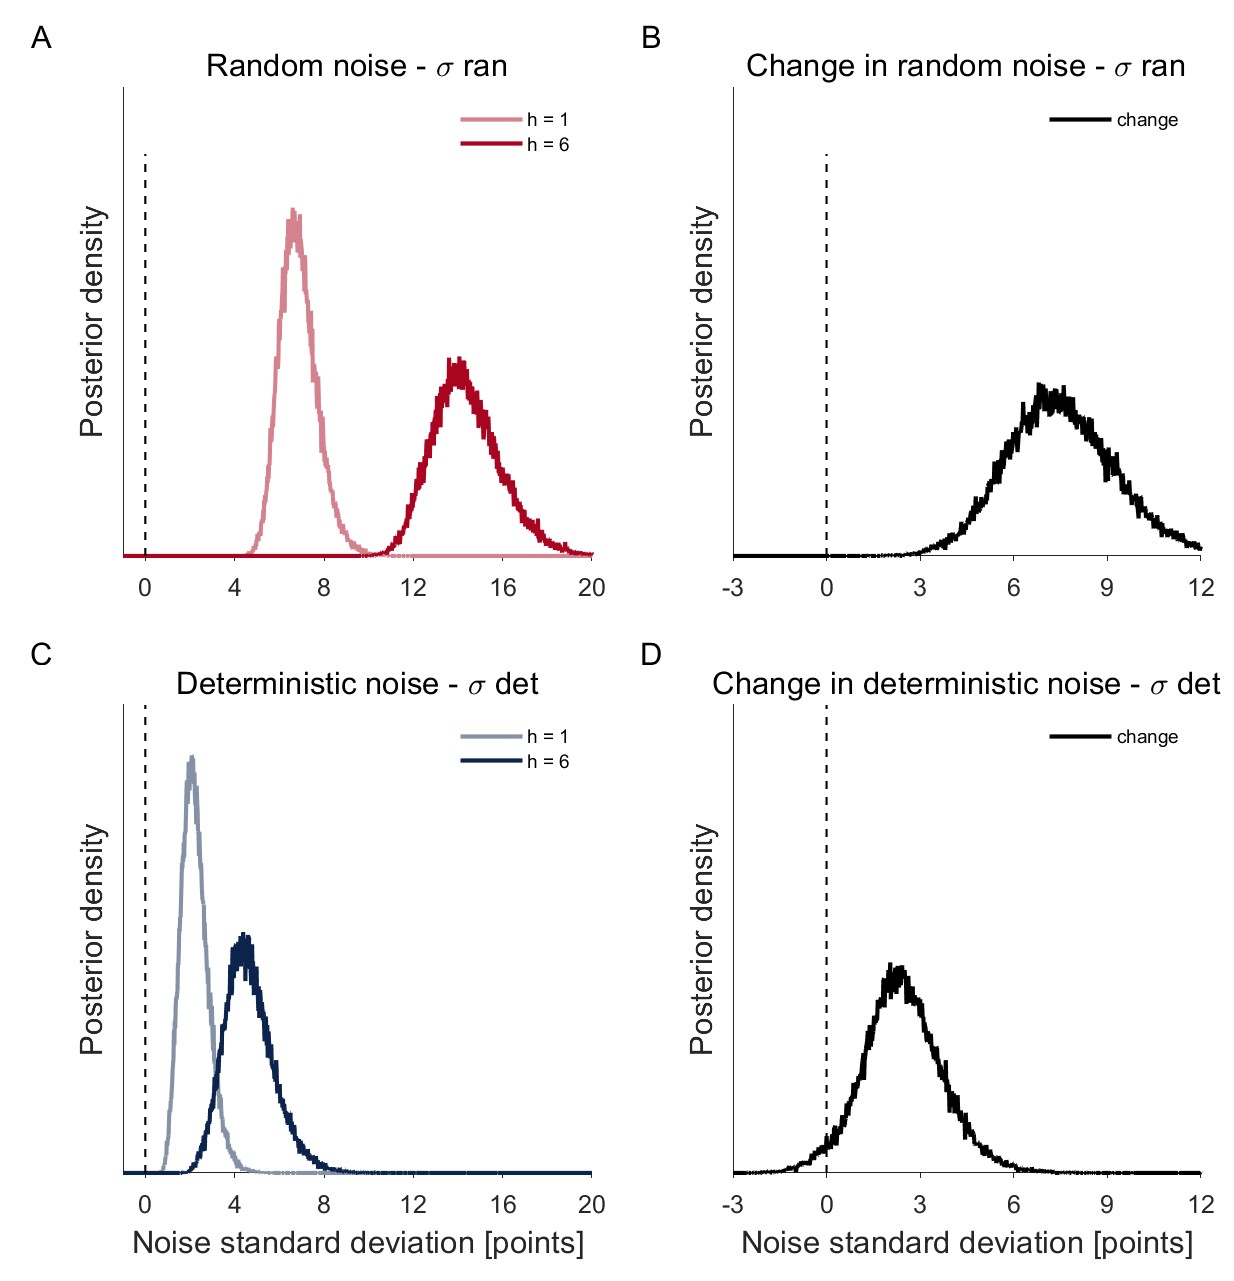 A
Random noise - σ ran
h = 1
h = 6
Posterior density
0 4 8 12 16 20
B
Change in random noise - σ ran
change
Posterior density
-3 0 3 6 9 12
C
Deterministic noise - σ det
h = 1
h = 6
Posterior density
0 4 8 12 16 20
Noise standard deviation [points]
D
Change in deterministic noise - σ det
change
Posterior density
-3 0 3 6 9 12
Noise standard deviation [points]